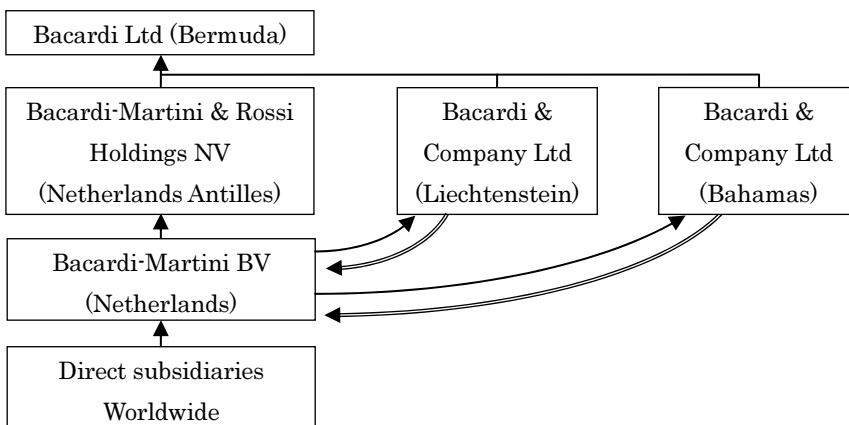 Bacardi Ltd (Bermuda)
Bacardi-Martini & Rossi
Holdings NV
(Netherlands Antilles)
Bacardi &
Company Ltd
(Liechtenstein)
Bacardi &
Company Ltd
(Bahamas)
Bacardi-Martini BV
(Netherlands)
Direct subsidiaries
Worldwide